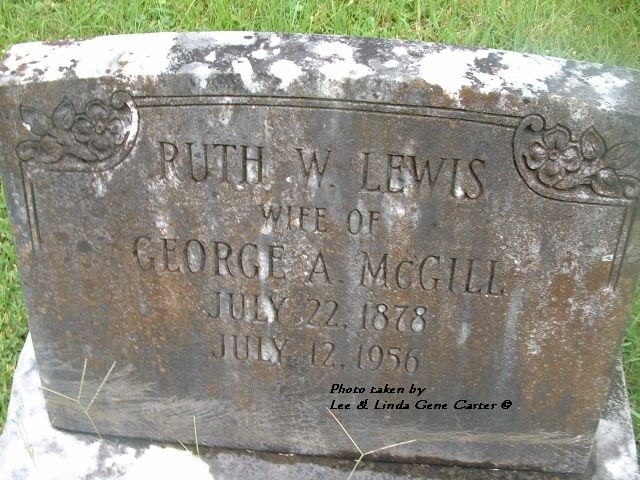 RUTH W. LEWIS
WIFE OF
GEORGE A. MCGILL
JULY 22, 1878
JULY 12, 1956
Photo taken by
Lee & Linda Gene Carter ©